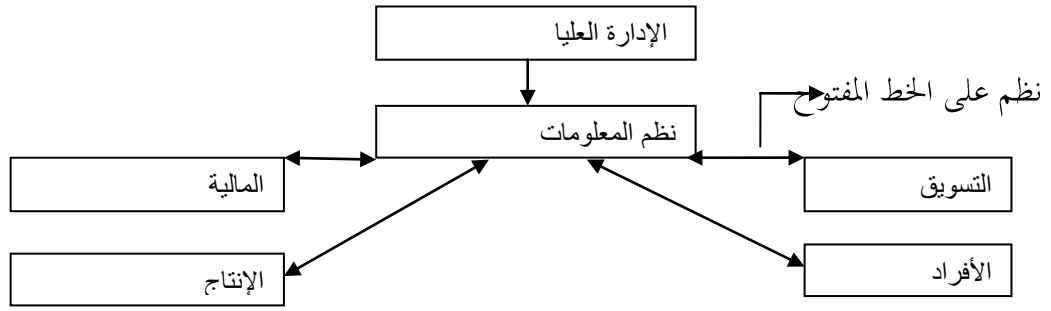 الإدارة العليا
نظم على الخط المفتوح
نظم المعلومات
المالية
التسويق
الإنتاج
الأفراد